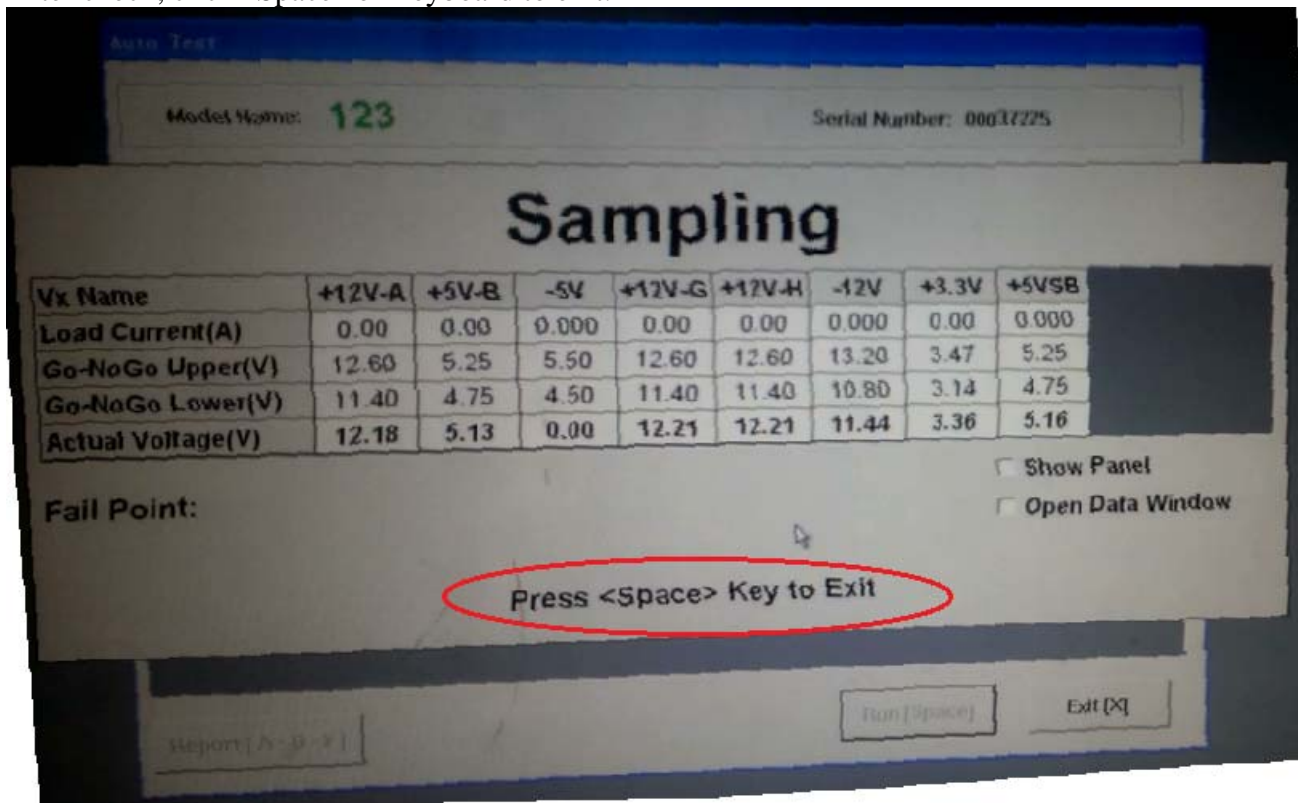 Auto Test
Model Name: 123 Serial Number: 00037225
Sampling
Vx Name +12V-A +5V-B -5V +12V-G +12V-H -12V +3.3V +5VSB
Load Current(A) 0.00 0.00 0.000 0.00 0.00 0.000 0.00 0.000
Go-NoGo Upper(V) 12.60 5.25 5.50 12.60 12.60 13.20 3.47 5.25
Go-NoGo Lower(V) 11.40 4.75 4.50 11.40 11.40 10.80 3.14 4.75
Actual Voltage(V) 12.18 5.13 0.00 12.21 12.21 11.44 3.36 5.16
Show Panel
Fail Point:
Open Data Window
Press <Space> Key to Exit
Run [Space] Exit [X]